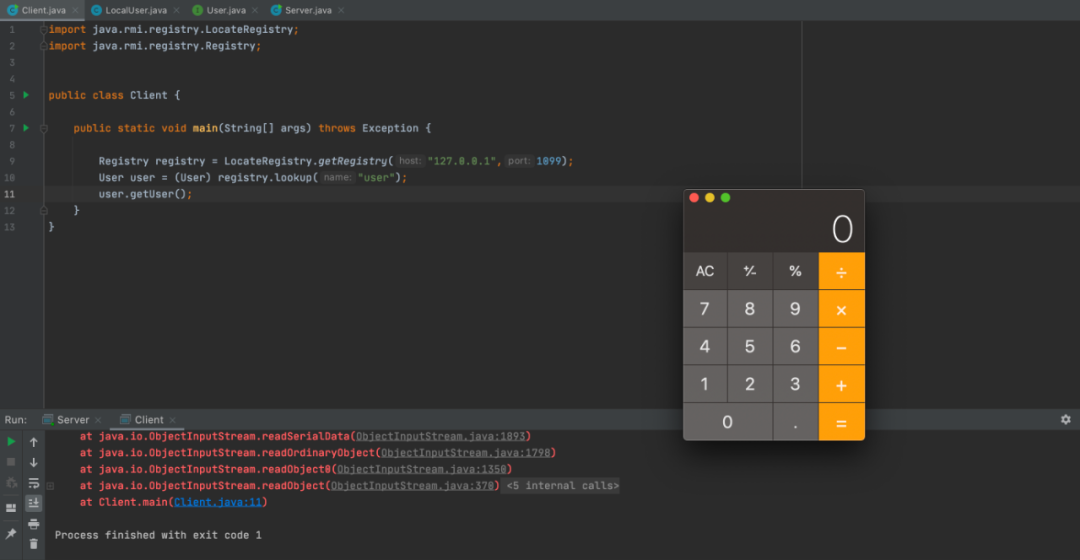 Client.java × LocalUser.java × User.java × Server.java ×
1 import java.rmi.registry.LocateRegistry;
2 import java.rmi.registry.Registry;
3
4
5 public class Client {
6
7 public static void main(String[] args) throws Exception {
8
9 Registry registry = LocateRegistry.getRegistry( host: "127.0.0.1", port: 1099);
10 User user = (User) registry.lookup( name: "user");
11 user.getUser();
12 }
13 }
0
AC +/- % ÷
7 8 9 ×
4 5 6 −
1 2 3 +
0 . =
Run: Server × Client ×
at java.io.ObjectInputStream.readSerialData(ObjectInputStream.java:1893)
at java.io.ObjectInputStream.readOrdinaryObject(ObjectInputStream.java:1798)
at java.io.ObjectInputStream.readObject0(ObjectInputStream.java:1350)
at java.io.ObjectInputStream.readObject(ObjectInputStream.java:370) <5 internal calls>
at Client.main(Client.java:11)
Process finished with exit code 1